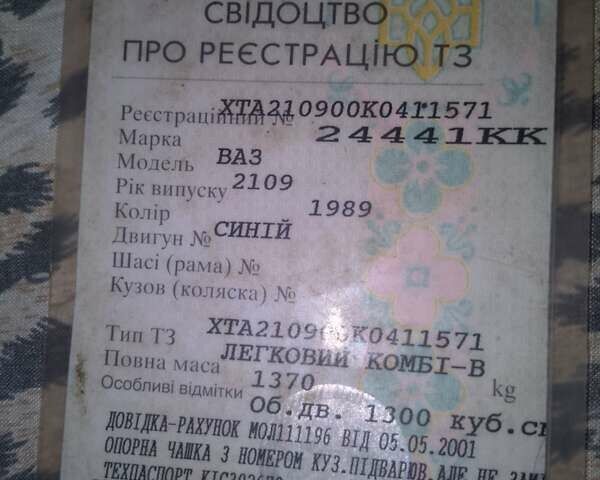 СВІДОЦТВО
ПРО РЕЄСТРАЦІЮ ТЗ
ХТА210900К0411571
Реєстраційний №
24441КК
Марка
ВАЗ
Модель
2109
Рік випуску
1989
Колір
СИНІЙ
Двигун №
Шасі (рама) №
Кузов (коляска) №
ХТА210900К0411571
Тип ТЗ
ЛЕГКОВИЙ КОМБІ-В
Повна маса
1370 kg
Особливі відмітки
Об.дв. 1300 куб.см
ДОВІДКА-РАХУНОК МОЛ111196 ВІД 05.05.2001
ОПОРНА ЧАШКА З НОМЕРОМ КУЗ.ПІДВАРЮВ.АЛЕ НЕ
ТЕХПАСПОРТ